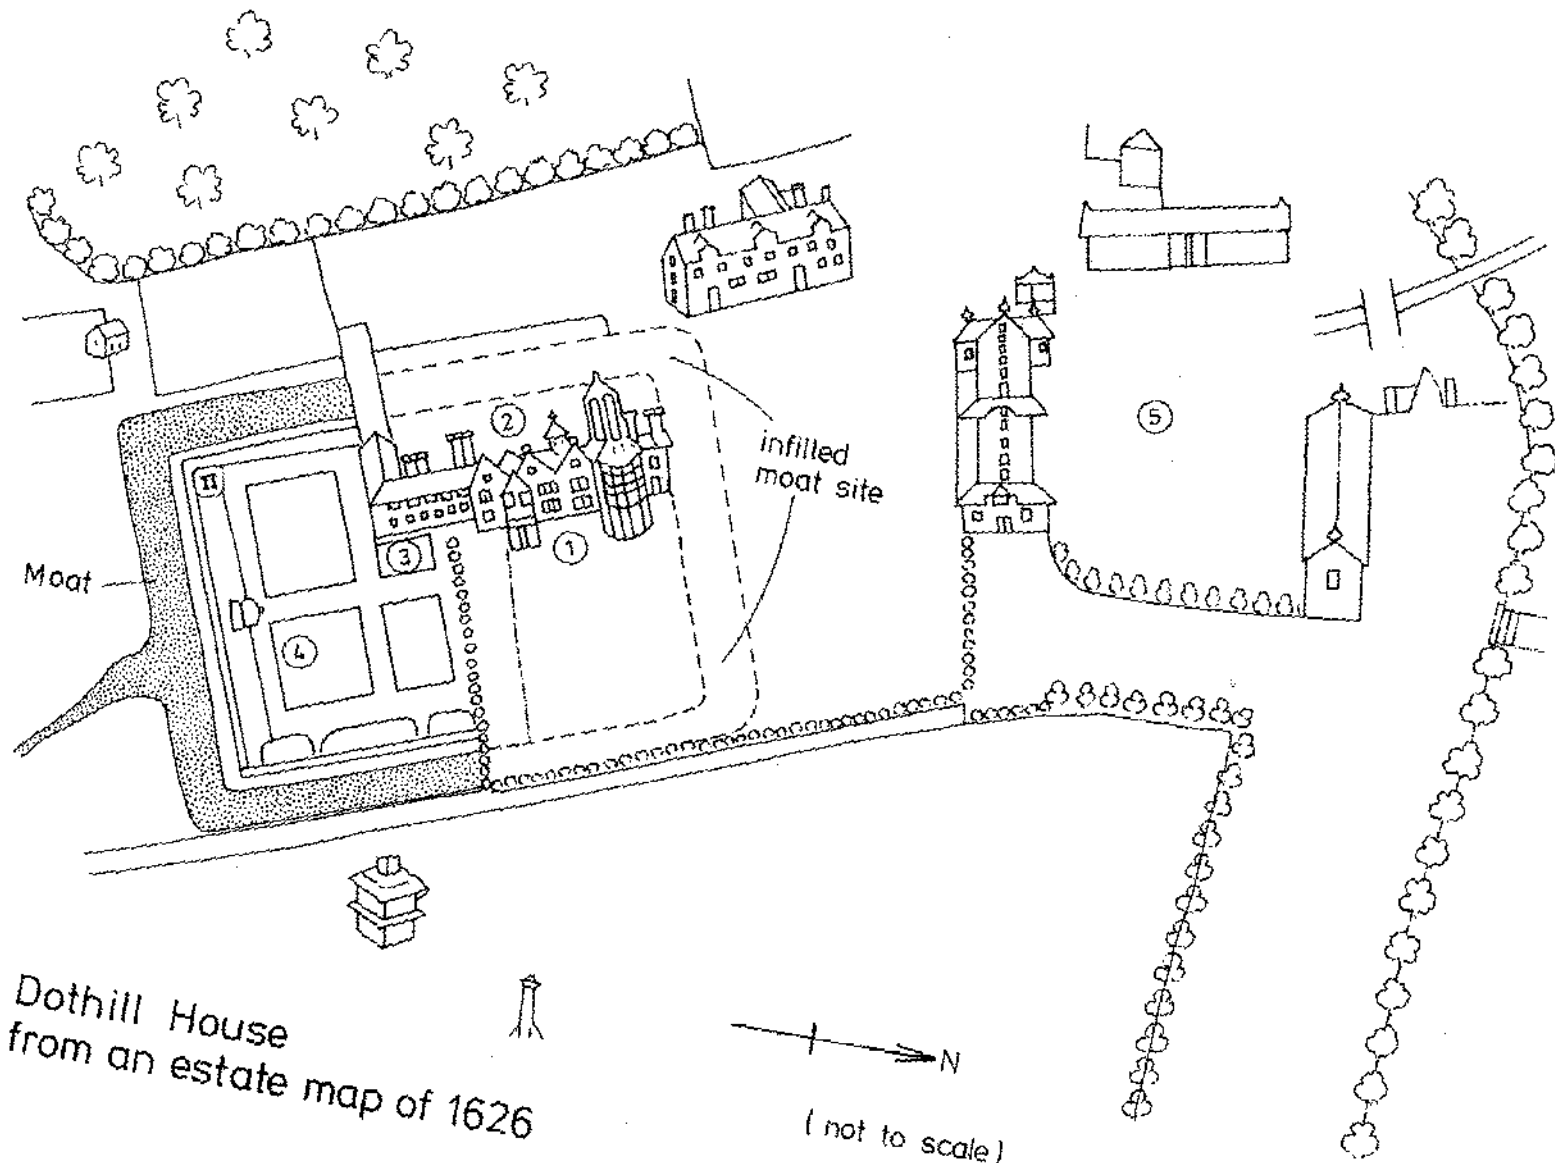 2
5
infilled
moat site
3
1
Moat
4
Dothill House
from an estate map of 1626
N
(not to scale)